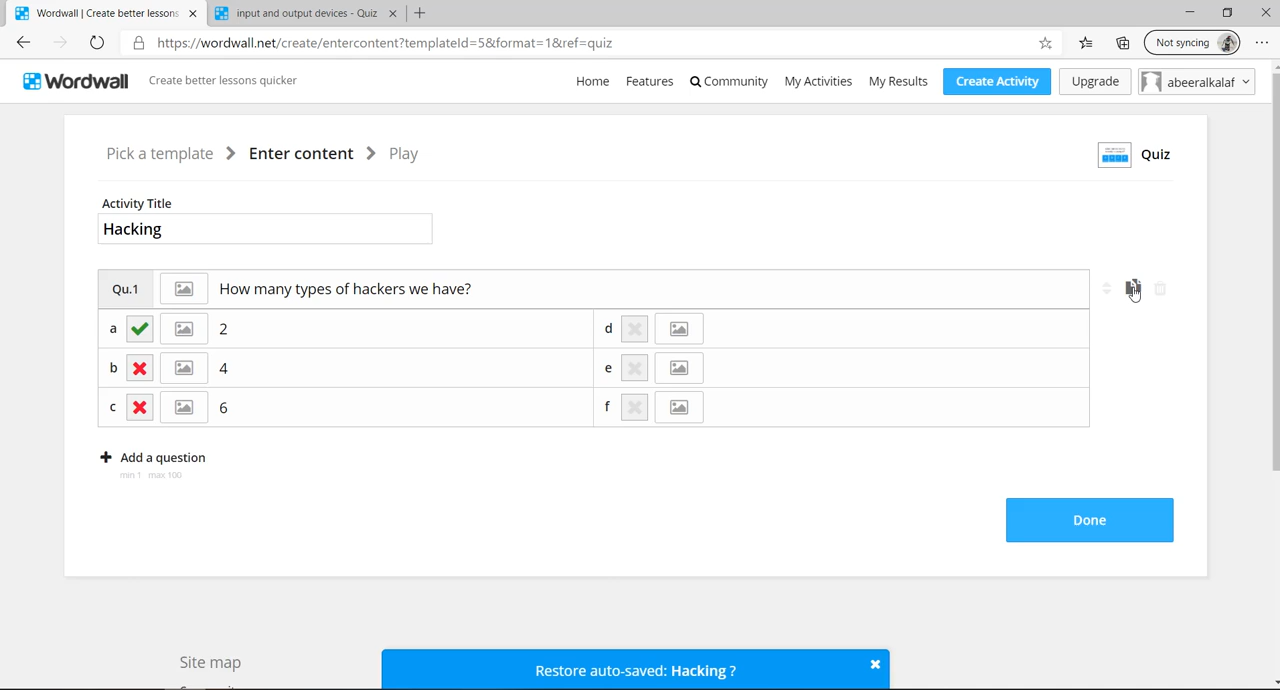 Wordwall | Create better lessons
input and output devices - Quiz
https://wordwall.net/create/entercontent?templateId=5&format=1&ref=quiz
Not syncing
Wordwall
Create better lessons quicker
Home
Features
Community
My Activities
My Results
Create Activity
Upgrade
abeeralkalaf
Pick a template
Enter content
Play
Quiz
Activity Title
Hacking
Qu.1
How many types of hackers we have?
a
2
d
b
4
e
c
6
f
Add a question
min 1 max 100
Done
Site map
Restore auto-saved: Hacking ?